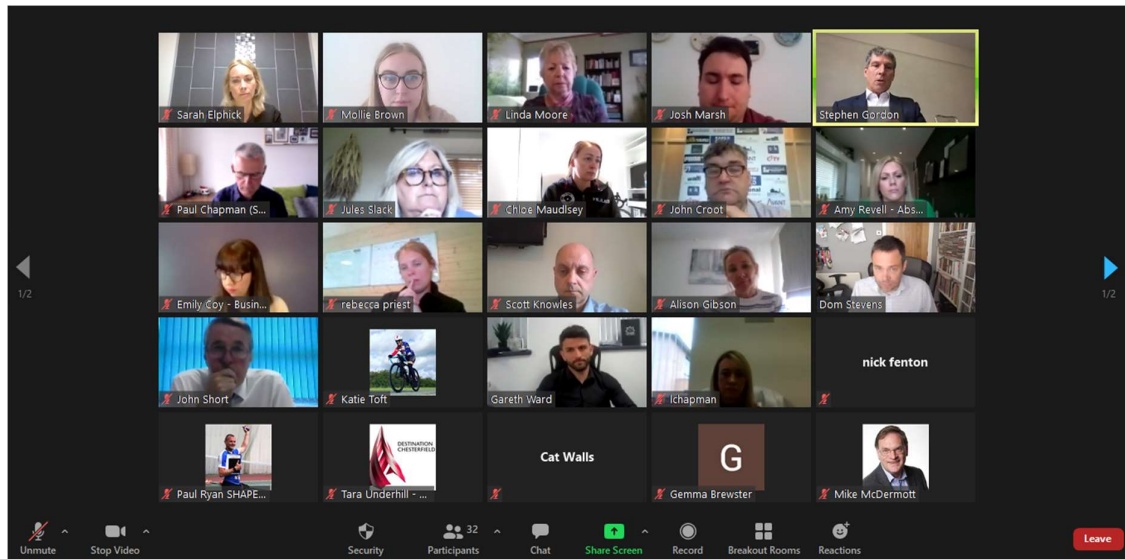 Sarah Elphick
Mollie Brown
Linda Moore
Josh Marsh
Stephen Gordon
Paul Chapman (S...
Jules Slack
Chloe Maudlsey
John Croot
Amy Revell - Abs...
Emily Coy - Busin...
rebecca priest
Scott Knowles
Alison Gibson
Dom Stevens
1/2
1/2
John Short
Katie Toft
Gareth Ward
lchapman
nick fenton
Paul Ryan SHAPE...
DESTINATION
CHESTERFIELD
Tara Underhill - ...
Cat Walls
G
Gemma Brewster
Mike McDermott
Unmute
Stop Video
Security
32
Participants
Chat
Share Screen
Record
Breakout Rooms
Reactions
Leave